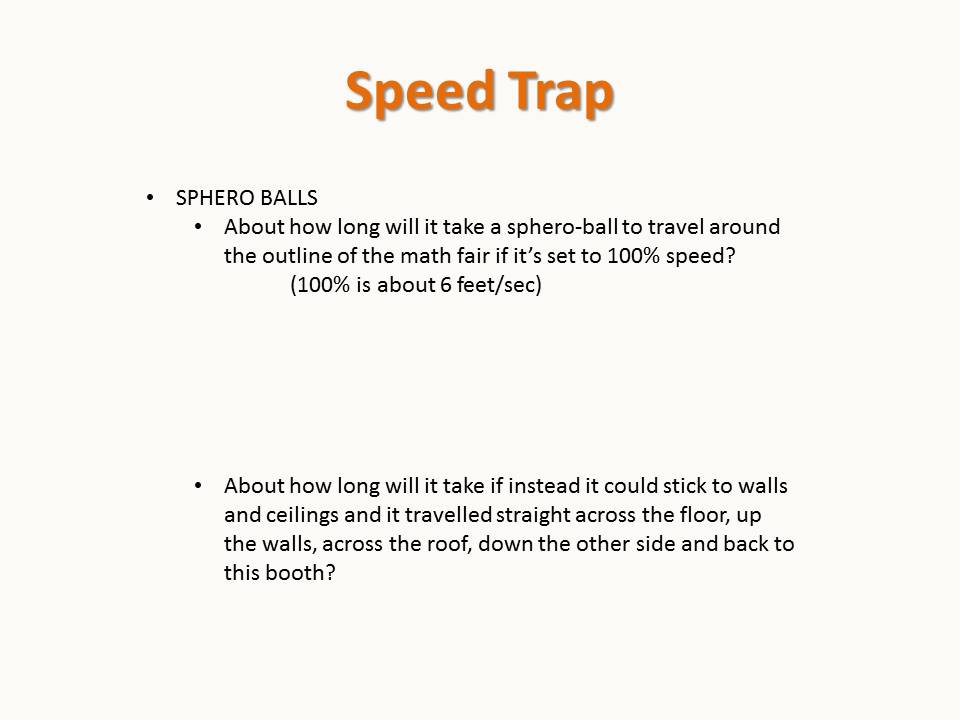 Speed Trap
• SPHERO BALLS
• About how long will it take a sphero-ball to travel around
the outline of the math fair if it’s set to 100% speed?
(100% is about 6 feet/sec)
• About how long will it take if instead it could stick to walls
and ceilings and it travelled straight across the floor, up
the walls, across the roof, down the other side and back to
this booth?